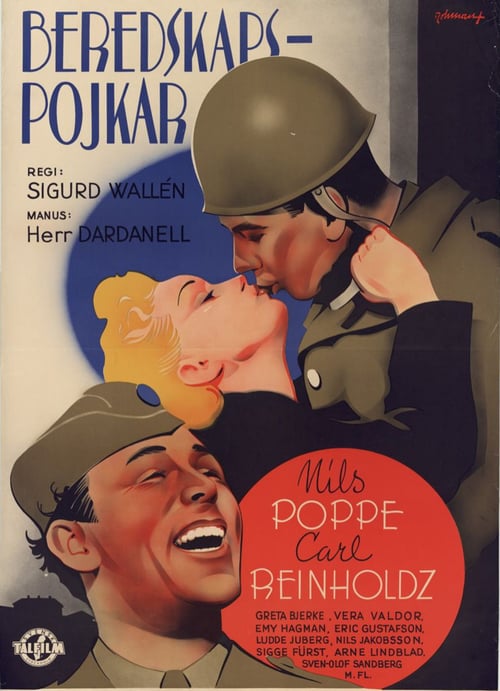 BEREDSKAPS-
POJKAR
REGI:
SIGURD WALLÉN
MANUS:
Herr DARDANELL
Nils
POPPE
Carl
REINHOLDZ
GRETA BJERKE, VERA VALDOR,
EMY HAGMAN, ERIC GUSTAFSON,
LUDDE JUBERG, NILS JAKOBSSON,
SIGGE FÜRST, ARNE LINDBLAD,
SVEN-OLOF SANDBERG
M. FL.
SVENSK
TALFILM